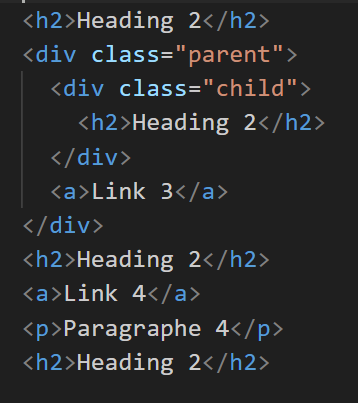 <h2>Heading 2</h2>
<div class="parent">
<div class="child">
<h2>Heading 2</h2>
</div>
<a>Link 3</a>
</div>
<h2>Heading 2</h2>
<a>Link 4</a>
<p>Paragraphe 4</p>
<h2>Heading 2</h2>